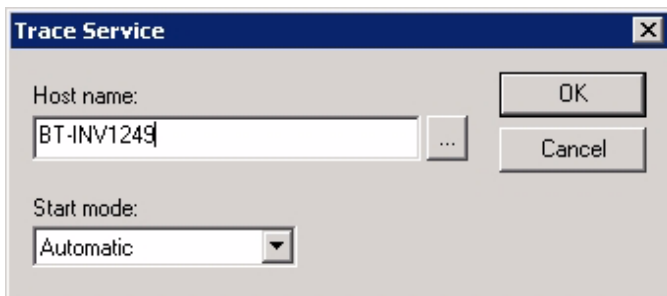 Trace Service
Host name:
OK
BT-INV1249
...
Cancel
Start mode:
Automatic